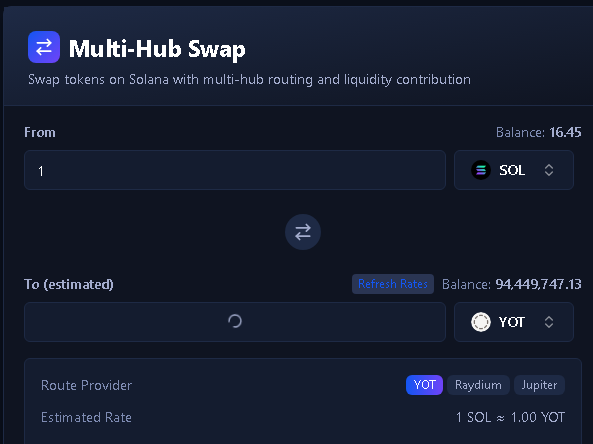 Multi-Hub Swap
Swap tokens on Solana with multi-hub routing and liquidity contribution
From Balance: 16.45
1 SOL
To (estimated) Refresh Rates Balance: 94,449,747.13
YOT
Route Provider YOT Raydium Jupiter
Estimated Rate 1 SOL ≈ 1.00 YOT